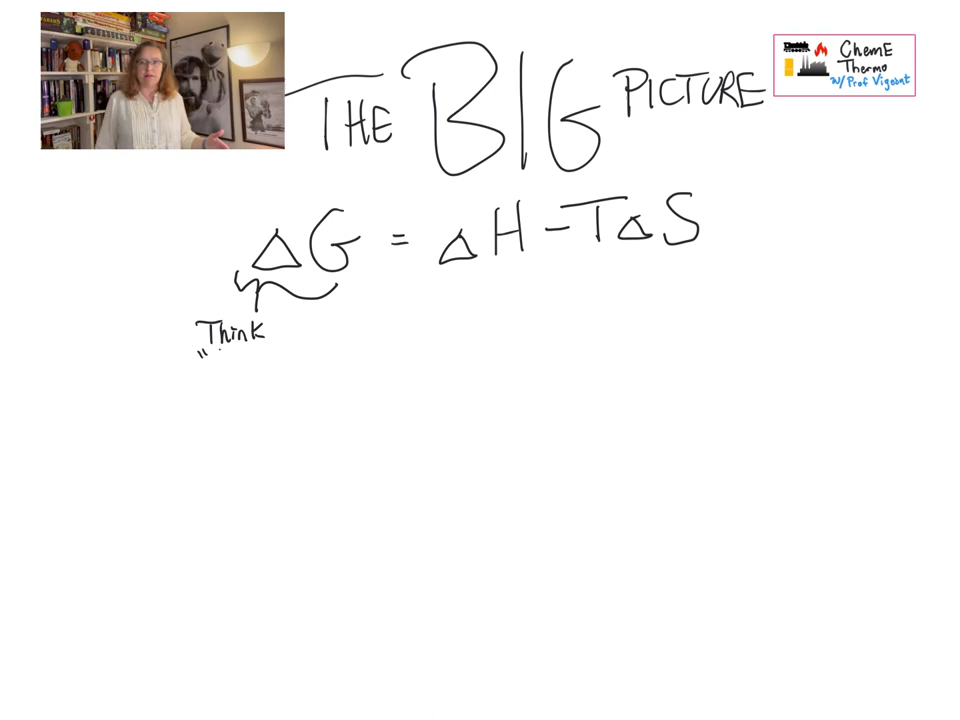 THE BIG PICTURE
ChemE
Thermo
w/ Prof Vigeant
ΔG = ΔH - TΔS
Think
"